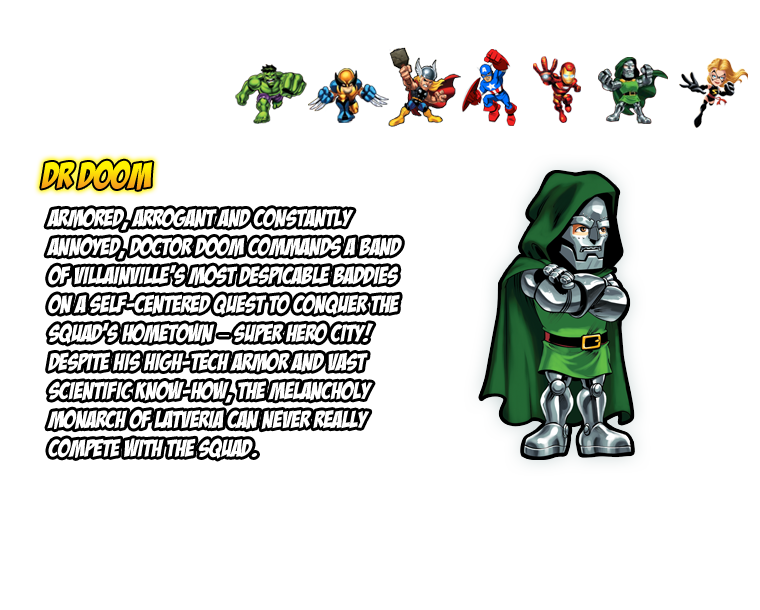 DR DOOM
ARMORED, ARROGANT AND CONSTANTLY
ANNOYED, DOCTOR DOOM COMMANDS A BAND
OF VILLAINVILLE'S MOST DESPICABLE BADDIES
ON A SELF-CENTERED QUEST TO CONQUER THE
SQUAD'S HOMETOWN – SUPER HERO CITY!
DESPITE HIS HIGH-TECH ARMOR AND VAST
SCIENTIFIC KNOW-HOW, THE MELANCHOLY
MONARCH OF LATVERIA CAN NEVER REALLY
COMPETE WITH THE SQUAD.